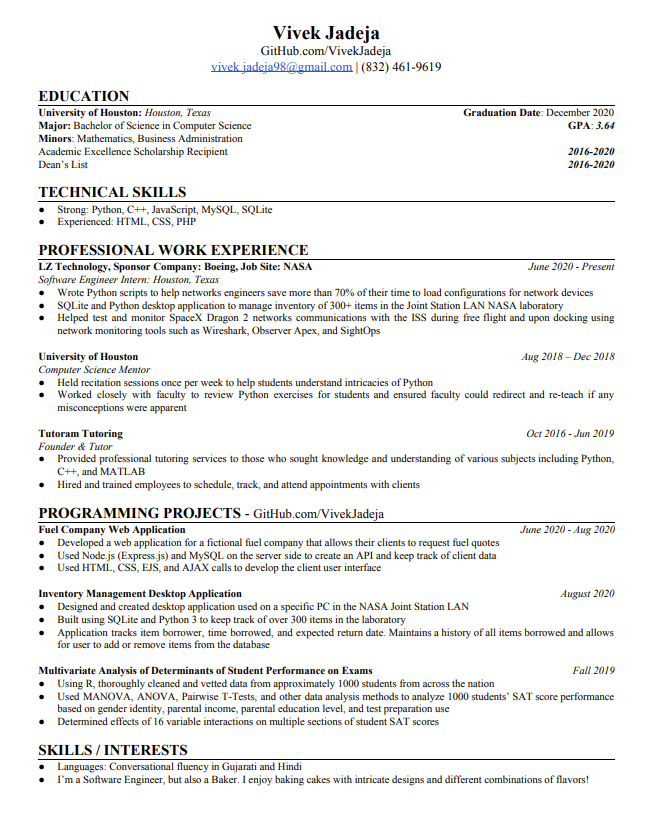 Vivek Jadeja
GitHub.com/VivekJadeja
vivek.jadeja98@gmail.com | (832) 461-9619
EDUCATION
University of Houston: Houston, Texas Graduation Date: December 2020
Major: Bachelor of Science in Computer Science GPA: 3.64
Minors: Mathematics, Business Administration
Academic Excellence Scholarship Recipient 2016-2020
Dean's List 2016-2020
TECHNICAL SKILLS
● Strong: Python, C++, JavaScript, MySQL, SQLite
● Experienced: HTML, CSS, PHP
PROFESSIONAL WORK EXPERIENCE
LZ Technology, Sponsor Company: Boeing, Job Site: NASA June 2020 - Present
Software Engineer Intern: Houston, Texas
● Wrote Python scripts to help networks engineers save more than 70% of their time to load configurations for network devices
● SQLite and Python desktop application to manage inventory of 300+ items in the Joint Station LAN NASA laboratory
● Helped test and monitor SpaceX Dragon 2 networks communications with the ISS during free flight and upon docking using
network monitoring tools such as Wireshark, Observer Apex, and SightOps
University of Houston Aug 2018 – Dec 2018
Computer Science Mentor
● Held recitation sessions once per week to help students understand intricacies of Python
● Worked closely with faculty to review Python exercises for students and ensured faculty could redirect and re-teach if any
misconceptions were apparent
Tutoram Tutoring Oct 2016 - Jun 2019
Founder & Tutor
● Provided professional tutoring services to those who sought knowledge and understanding of various subjects including Python,
C++, and MATLAB
● Hired and trained employees to schedule, track, and attend appointments with clients
PROGRAMMING PROJECTS - GitHub.com/VivekJadeja
Fuel Company Web Application June 2020 - Aug 2020
● Developed a web application for a fictional fuel company that allows their clients to request fuel quotes
● Used Node.js (Express.js) and MySQL on the server side to create an API and keep track of client data
● Used HTML, CSS, EJS, and AJAX calls to develop the client user interface
Inventory Management Desktop Application August 2020
● Designed and created desktop application used on a specific PC in the NASA Joint Station LAN
● Built using SQLite and Python 3 to keep track of over 300 items in the laboratory
● Application tracks item borrower, time borrowed, and expected return date. Maintains a history of all items borrowed and allows
for user to add or remove items from the database
Multivariate Analysis of Determinants of Student Performance on Exams Fall 2019
● Using R, thoroughly cleaned and vetted data from approximately 1000 students from across the nation
● Used MANOVA, ANOVA, Pairwise T-Tests, and other data analysis methods to analyze 1000 students' SAT score performance
based on gender identity, parental income, parental education level, and test preparation use
● Determined effects of 16 variable interactions on multiple sections of student SAT scores
SKILLS / INTERESTS
● Languages: Conversational fluency in Gujarati and Hindi
● I'm a Software Engineer, but also a Baker. I enjoy baking cakes with intricate designs and different combinations of flavors!